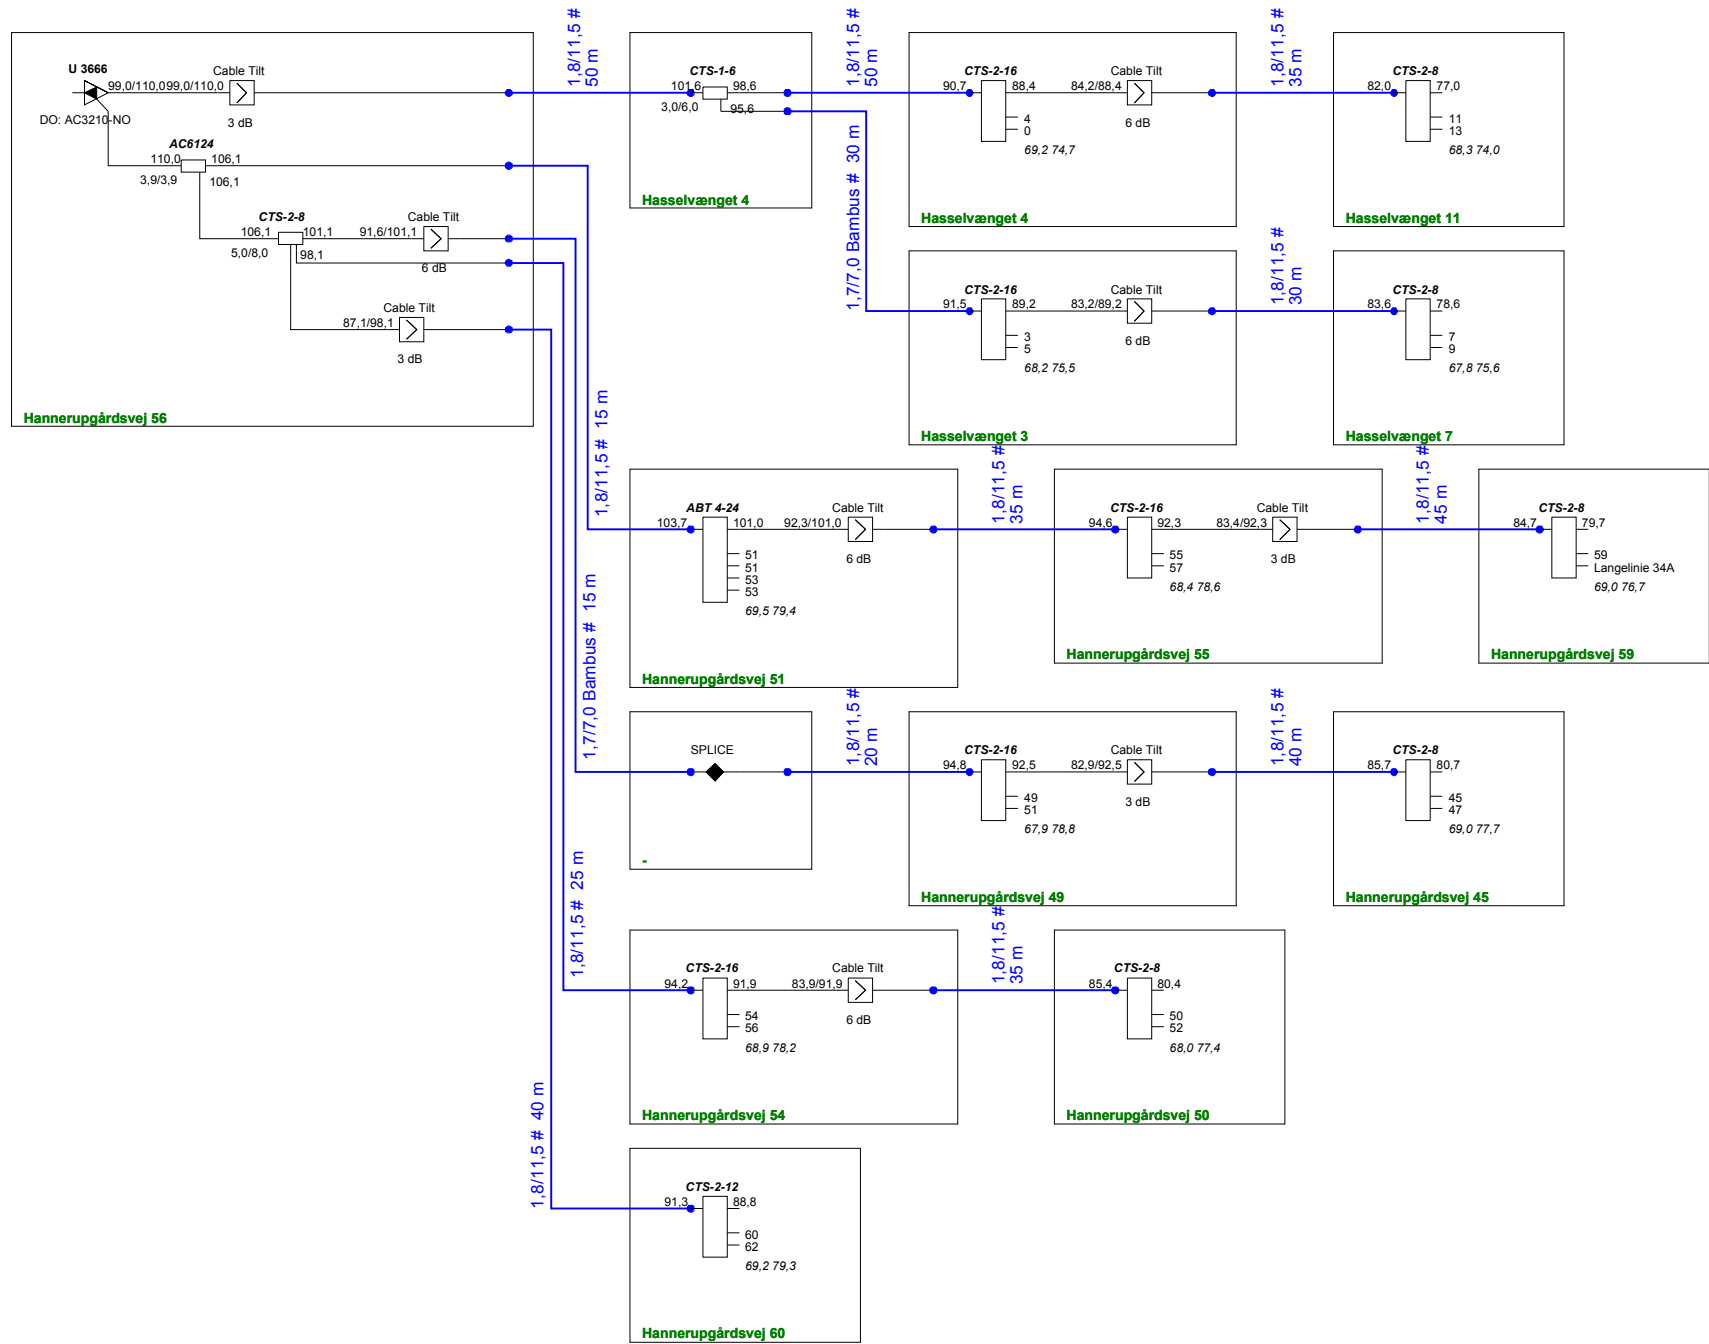 U 3666
99,0/110,099,0/110,0
Cable Tilt
3 dB
DO: AC3210-NO
AC6124
110,0
106,1
3,9/3,9
106,1
CTS-2-8
106,1
101,1
5,0/8,0
98,1
91,6/101,1
Cable Tilt
6 dB
Cable Tilt
87,1/98,1
3 dB
Hannerupgårdsvej 56
1,8/11,5 #
50 m
CTS-1-6
101,6
98,6
3,0/6,0
95,6
Hasselvænget 4
1,8/11,5 #
50 m
CTS-2-16
90,7
88,4
84,2/88,4
Cable Tilt
6 dB
4
0
69,2 74,7
Hasselvænget 4
1,8/11,5 #
35 m
CTS-2-8
82,0
77,0
11
13
68,3 74,0
Hasselvænget 11
1,7/7,0 Bambus # 30 m
CTS-2-16
91,5
89,2
83,2/89,2
Cable Tilt
6 dB
3
5
68,2 75,5
Hasselvænget 3
1,8/11,5 #
30 m
CTS-2-8
83,6
78,6
7
9
67,8 75,6
Hasselvænget 7
1,8/11,5 # 15 m
ABT 4-24
103,7
101,0
92,3/101,0
Cable Tilt
6 dB
51
51
53
53
69,5 79,4
Hannerupgårdsvej 51
1,8/11,5 #
35 m
CTS-2-16
94,6
92,3
83,4/92,3
Cable Tilt
3 dB
55
57
68,4 78,6
Hannerupgårdsvej 55
1,8/11,5 #
45 m
CTS-2-8
84,7
79,7
59
Langelinie 34A
69,0 76,7
Hannerupgårdsvej 59
1,7/7,0 Bambus # 15 m
SPLICE
-
1,8/11,5 #
20 m
CTS-2-16
94,8
92,5
82,9/92,5
Cable Tilt
3 dB
49
51
67,9 78,8
Hannerupgårdsvej 49
1,8/11,5 #
40 m
CTS-2-8
85,7
80,7
45
47
69,0 77,7
Hannerupgårdsvej 45
1,8/11,5 # 25 m
CTS-2-16
94,2
91,9
83,9/91,9
Cable Tilt
6 dB
54
56
68,9 78,2
Hannerupgårdsvej 54
1,8/11,5 #
35 m
CTS-2-8
85,4
80,4
50
52
68,0 77,4
Hannerupgårdsvej 50
1,8/11,5 # 40 m
CTS-2-12
91,3
88,8
60
62
69,2 79,3
Hannerupgårdsvej 60